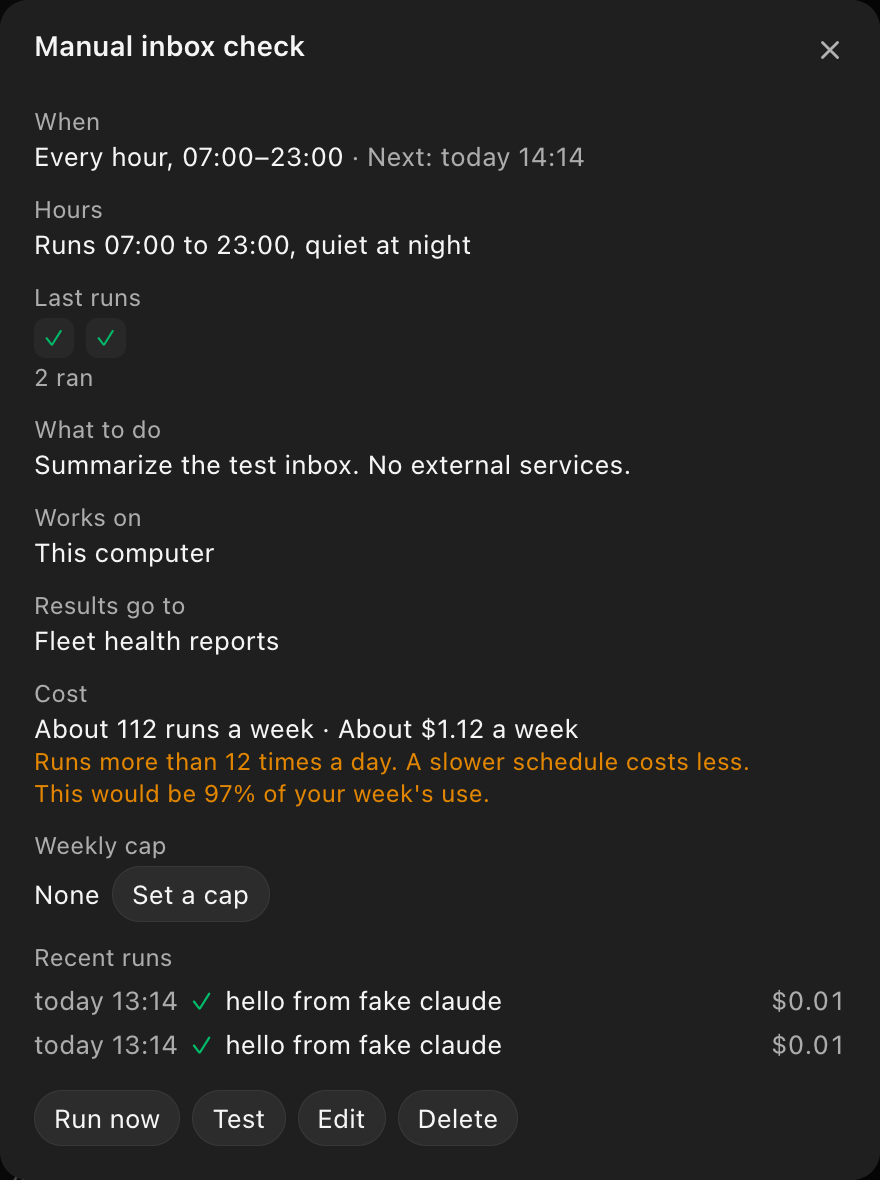 Manual inbox check
When
Every hour, 07:00–23:00 · Next: today 14:14
Hours
Runs 07:00 to 23:00, quiet at night
Last runs
2 ran
What to do
Summarize the test inbox. No external services.
Works on
This computer
Results go to
Fleet health reports
Cost
About 112 runs a week · About $1.12 a week
Runs more than 12 times a day. A slower schedule costs less.
This would be 97% of your week's use.
Weekly cap
None Set a cap
Recent runs
today 13:14 ✓ hello from fake claude $0.01
today 13:14 ✓ hello from fake claude $0.01
Run now Test Edit Delete